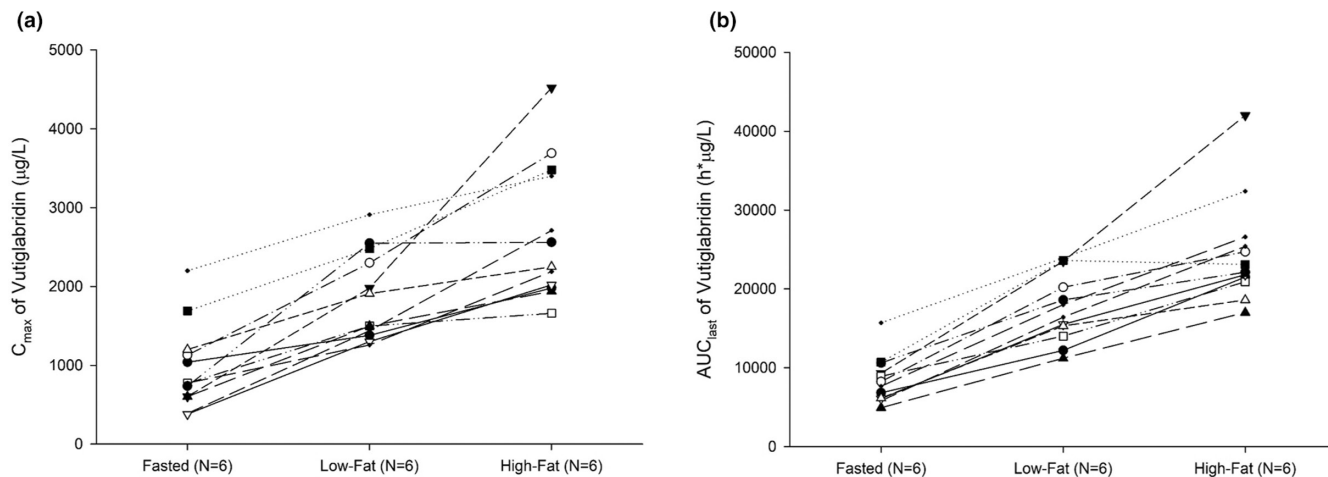 (a)
5000
4000
3000
2000
1000
0
Cmax of Vutiglabridin (µg/L)
Fasted (N=6) Low-Fat (N=6) High-Fat (N=6)
(b)
50000
40000
30000
20000
10000
0
AUClast of Vutiglabridin (h*µg/L)
Fasted (N=6) Low-Fat (N=6) High-Fat (N=6)